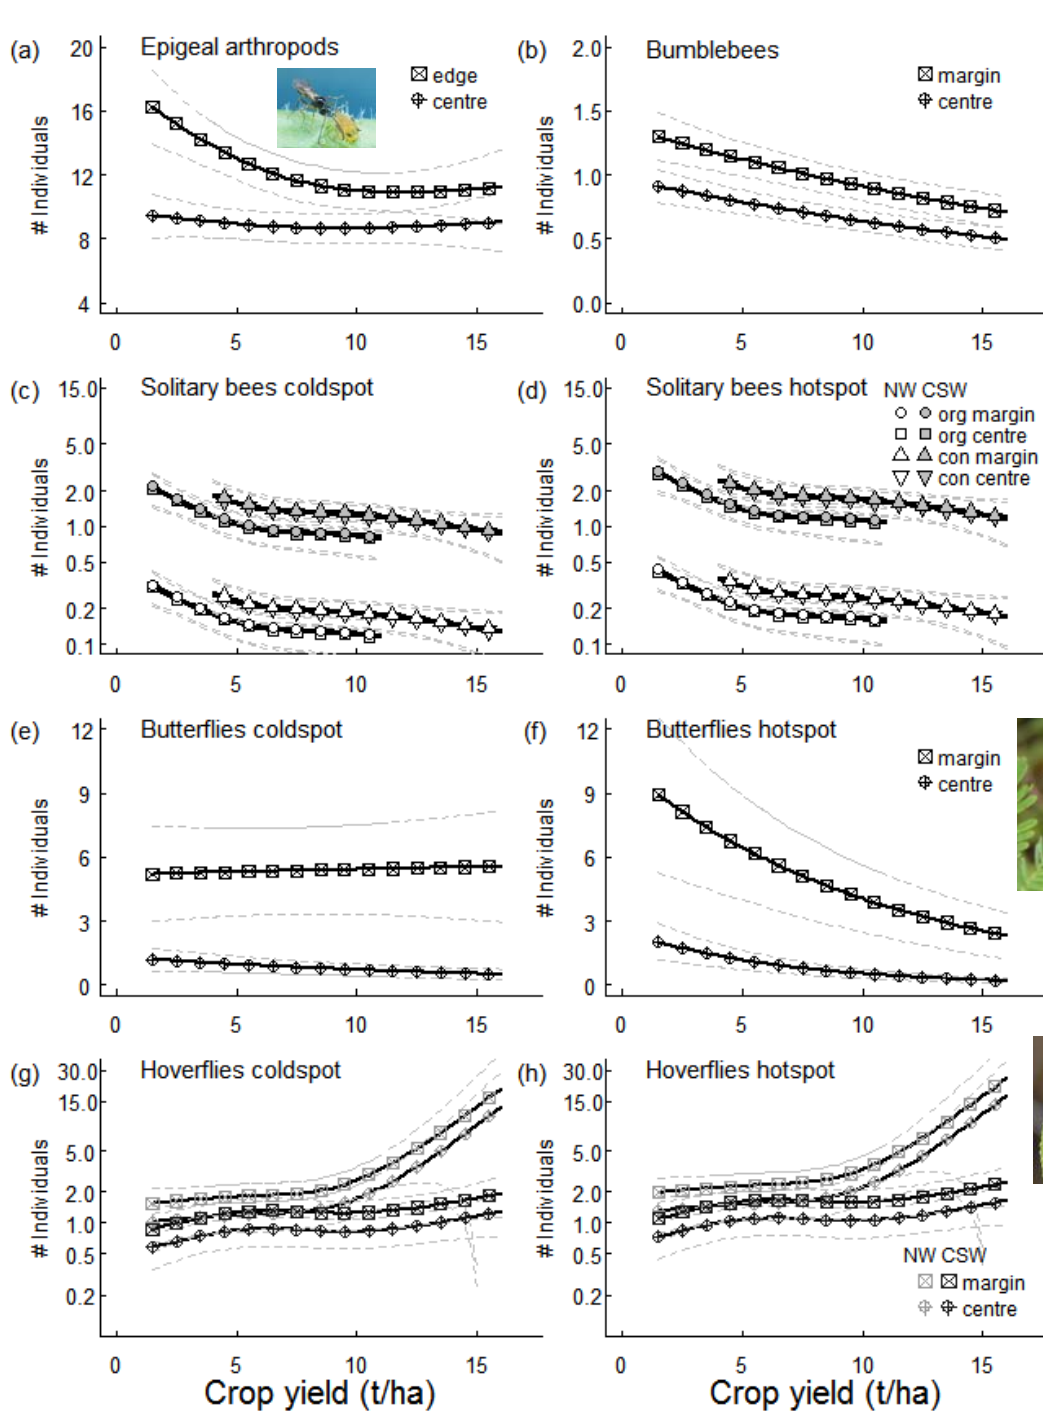 (a)
Epigeal arthropods
edge
centre
# Individuals
20
16
12
8
4
0
5
10
15
(b)
Bumblebees
margin
centre
# Individuals
2.0
1.5
1.0
0.5
0.0
0
5
10
15
(c)
Solitary bees coldspot
# Individuals
15.0
5.0
2.0
1.0
0.5
0.2
0.1
0
5
10
15
(d)
Solitary bees hotspot
NW CSW
org margin
org centre
con margin
con centre
# Individuals
15.0
5.0
2.0
1.0
0.5
0.2
0.1
0
5
10
15
(e)
Butterflies coldspot
# Individuals
12
9
6
3
0
0
5
10
15
(f)
Butterflies hotspot
margin
centre
# Individuals
12
9
6
3
0
0
5
10
15
(g)
Hoverflies coldspot
# Individuals
30.0
15.0
5.0
2.0
1.0
0.5
0.2
0
5
10
15
Crop yield (t/ha)
(h)
Hoverflies hotspot
# Individuals
30.0
15.0
5.0
2.0
1.0
0.5
0.2
NW CSW
margin
centre
0
5
10
15
Crop yield (t/ha)